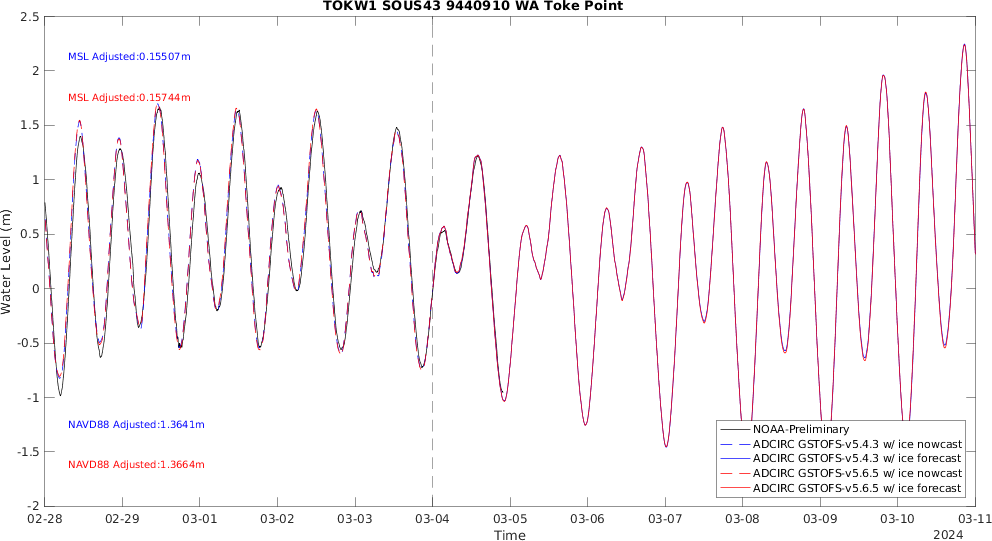 TOKW1 SOUS43 9440910 WA Toke Point
2.5
2
1.5
1
0.5
0
-0.5
-1
-1.5
-2
Water Level (m)
MSL Adjusted:0.15507m
MSL Adjusted:0.15744m
NAVD88 Adjusted:1.3641m
NAVD88 Adjusted:1.3664m
NOAA-Preliminary
ADCIRC GSTOFS-v5.4.3 w/ ice nowcast
ADCIRC GSTOFS-v5.4.3 w/ ice forecast
ADCIRC GSTOFS-v5.6.5 w/ ice nowcast
ADCIRC GSTOFS-v5.6.5 w/ ice forecast
02-28 02-29 03-01 03-02 03-03 03-04 03-05 03-06 03-07 03-08 03-09 03-10 03-11
Time
2024